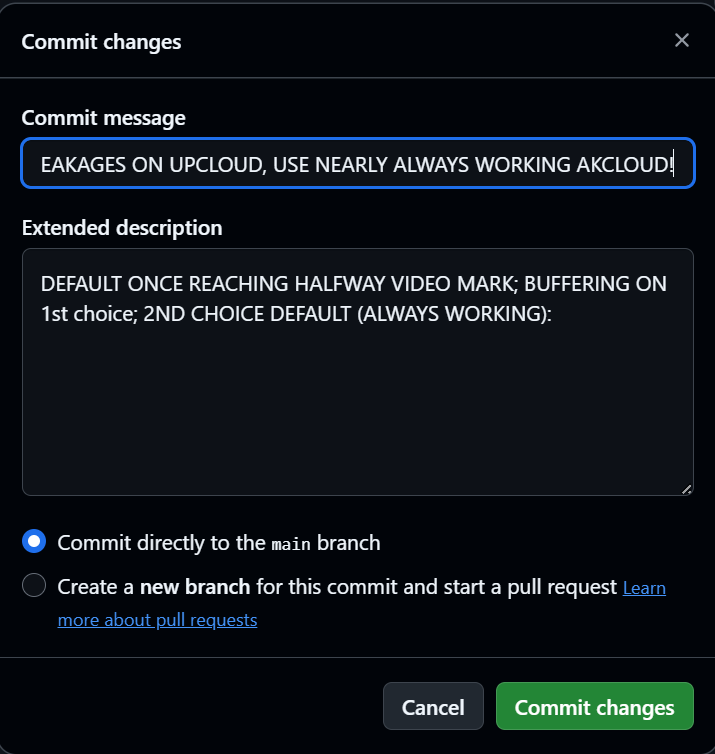 Commit changes
Commit message
EAKAGES ON UPCLOUD, USE NEARLY ALWAYS WORKING AKCLOUD!
Extended description
DEFAULT ONCE REACHING HALFWAY VIDEO MARK; BUFFERING ON
1st choice; 2ND CHOICE DEFAULT (ALWAYS WORKING):
Commit directly to the main branch
Create a new branch for this commit and start a pull request Learn
more about pull requests
Cancel Commit changes